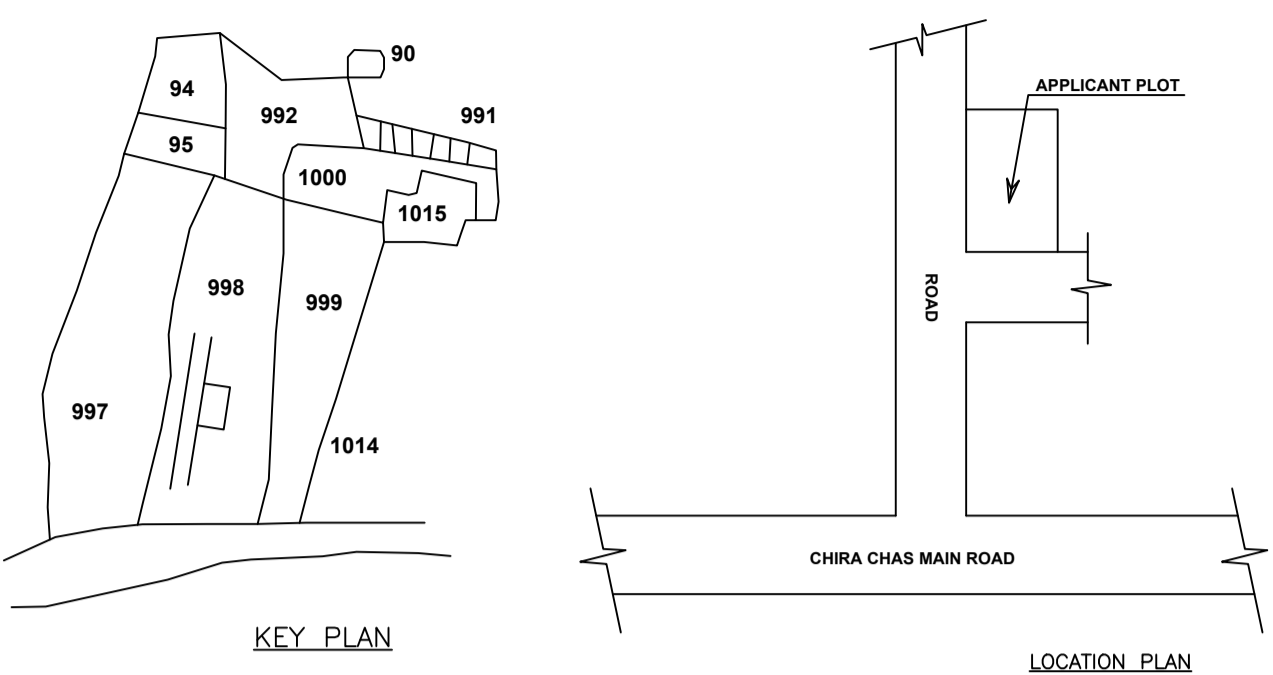 90
94
992
991
95
1000
1015
998
999
997
1014
KEY PLAN
APPLICANT PLOT
ROAD
CHIRA CHAS MAIN ROAD
LOCATION PLAN